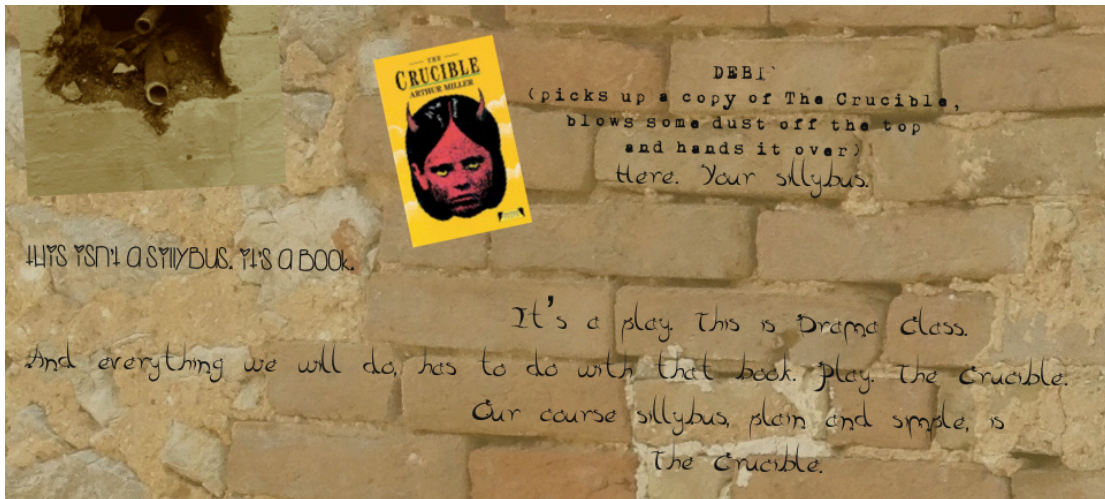 THE
CRUCIBLE
ARTHUR MILLER
DEBI`
(picks up a copy of The Crucible,
blows some dust off the top
and hands it over)
Here. Your sillybus.
tHiS iSn't a SillyBUS. it'S a BOOk.
It's a play. This is Drama Class.
And everything we will do, has to do with that book. Play. The Crucible.
Our course sillybus, plain and simple, is
The Crucible.